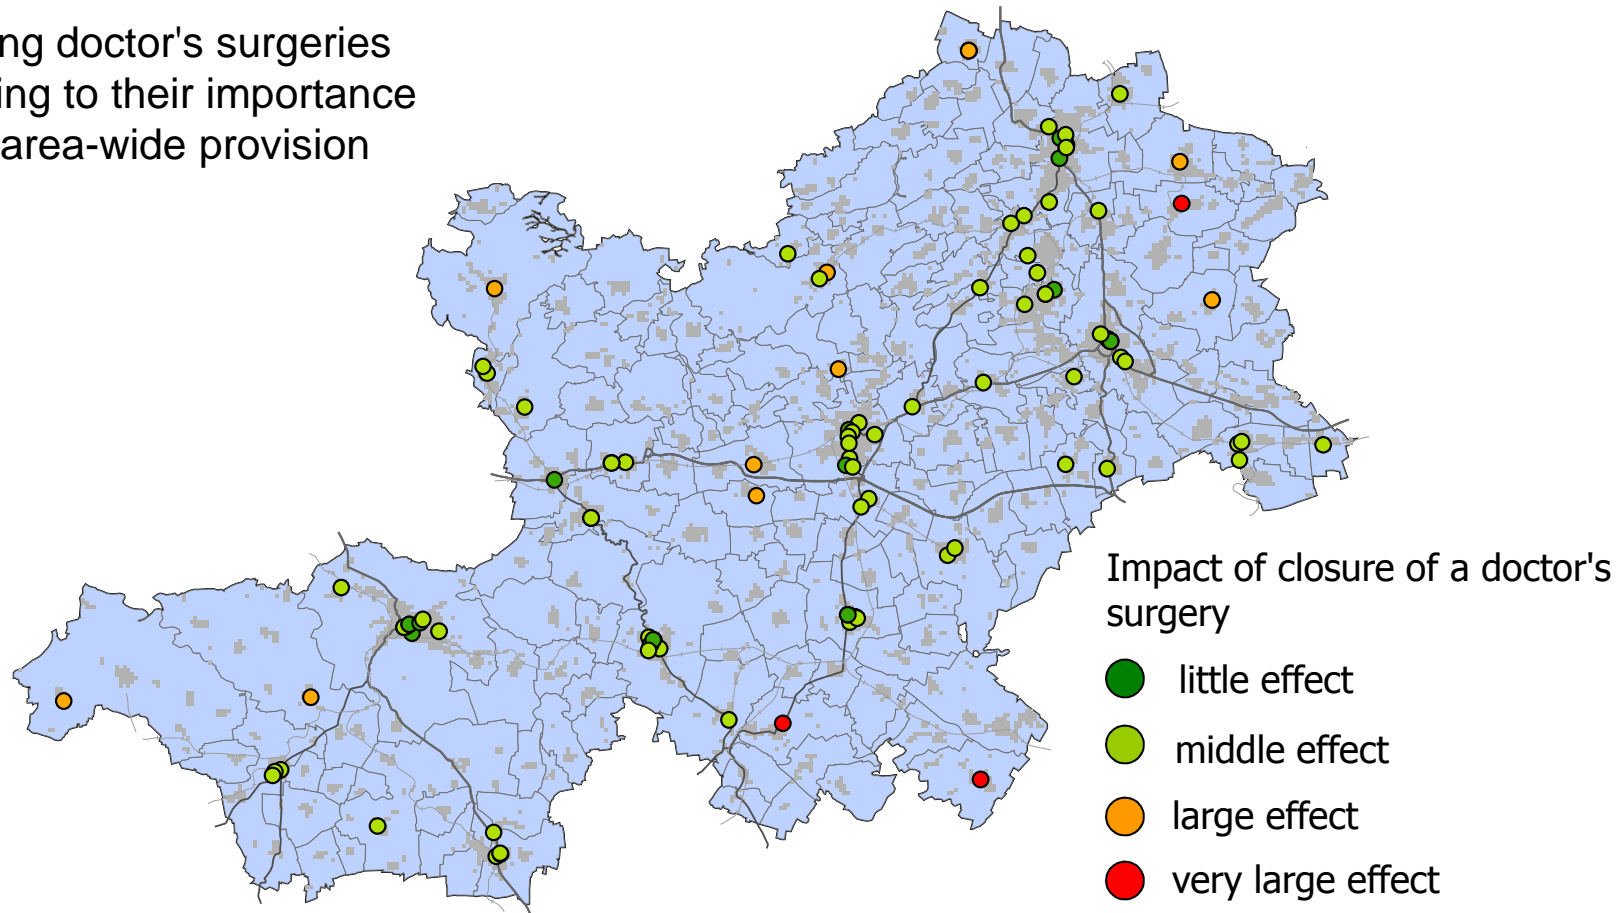 ng doctor's surgeries
ing to their importance
area-wide provision
Impact of closure of a doctor's
surgery
little effect
middle effect
large effect
very large effect